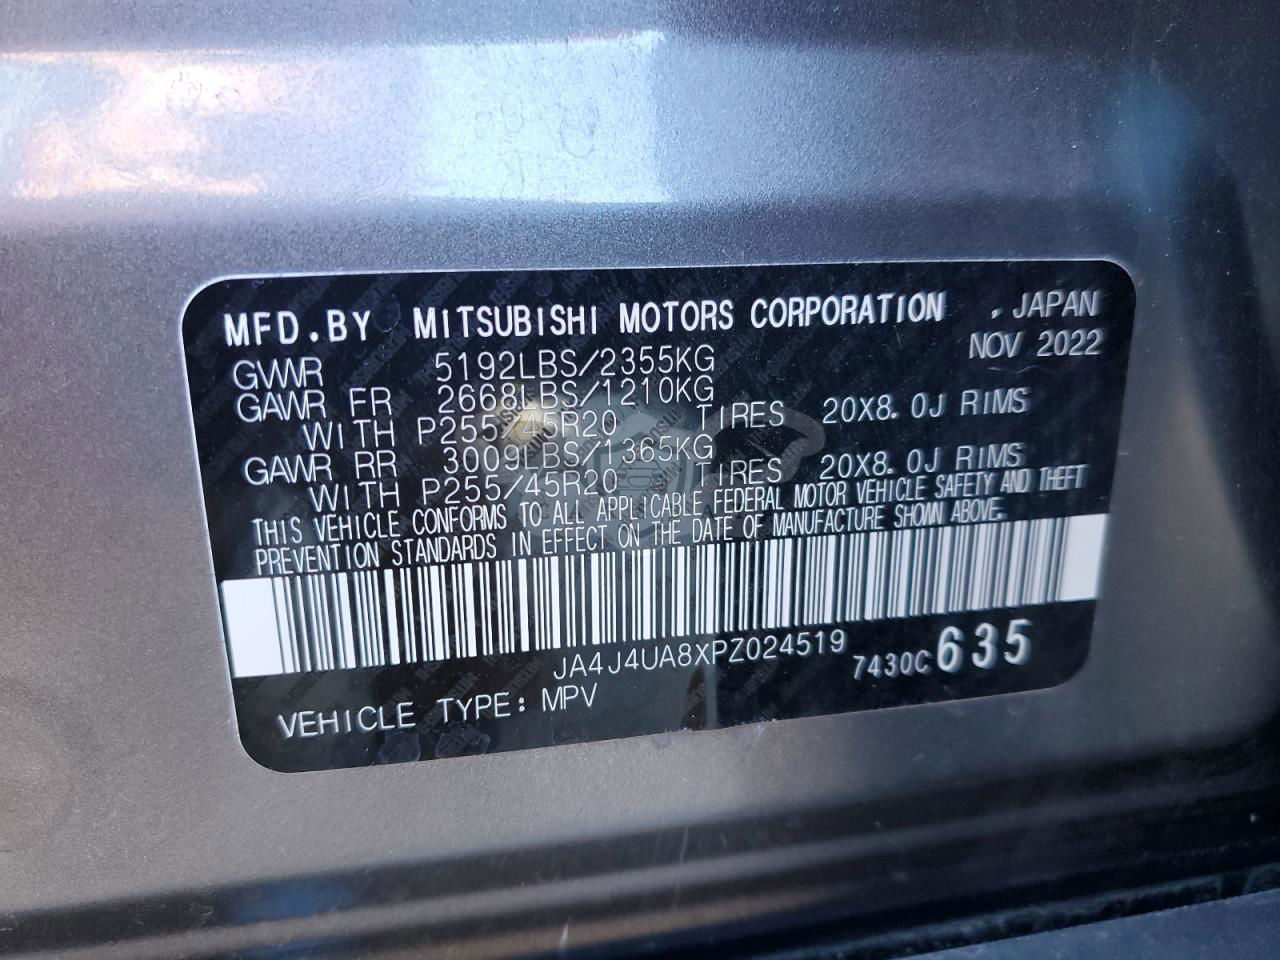 MFD.BY MITSUBISHI MOTORS CORPORATION , JAPAN
NOV 2022
GVWR 5192LBS/2355KG
GAWR FR 2668LBS/1210KG
WITH P255/45R20 TIRES 20X8.0J RIMS
GAWR RR 3009LBS/1365KG
WITH P255/45R20 TIRES 20X8.0J RIMS
THIS VEHICLE CONFORMS TO ALL APPLICABLE FEDERAL MOTOR VEHICLE SAFETY AND THEFT
PREVENTION STANDARDS IN EFFECT ON THE DATE OF MANUFACTURE SHOWN ABOVE.
JA4J4UA8XPZ024519
7430C635
VEHICLE TYPE: MPV